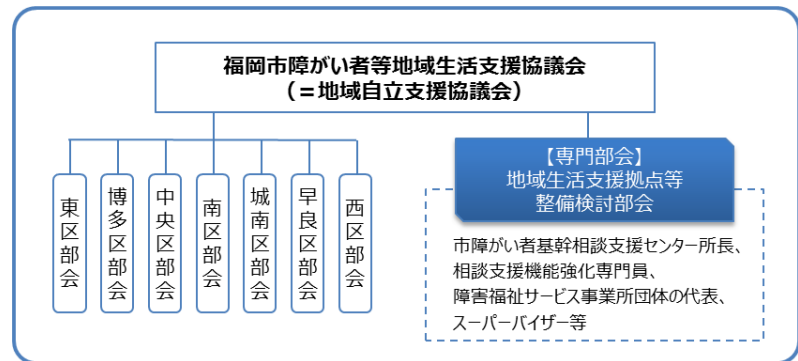 福岡市障がい者等地域生活支援協議会
（＝地域自立支援協議会）
東区部会
博多区部会
中央区部会
南区部会
城南区部会
早良区部会
西区部会
【専門部会】
地域生活支援拠点等
整備検討部会
市障がい者基幹相談支援センター所長、
相談支援機能強化専門員、
障害福祉サービス事業所団体の代表、
スーパーバイザー等